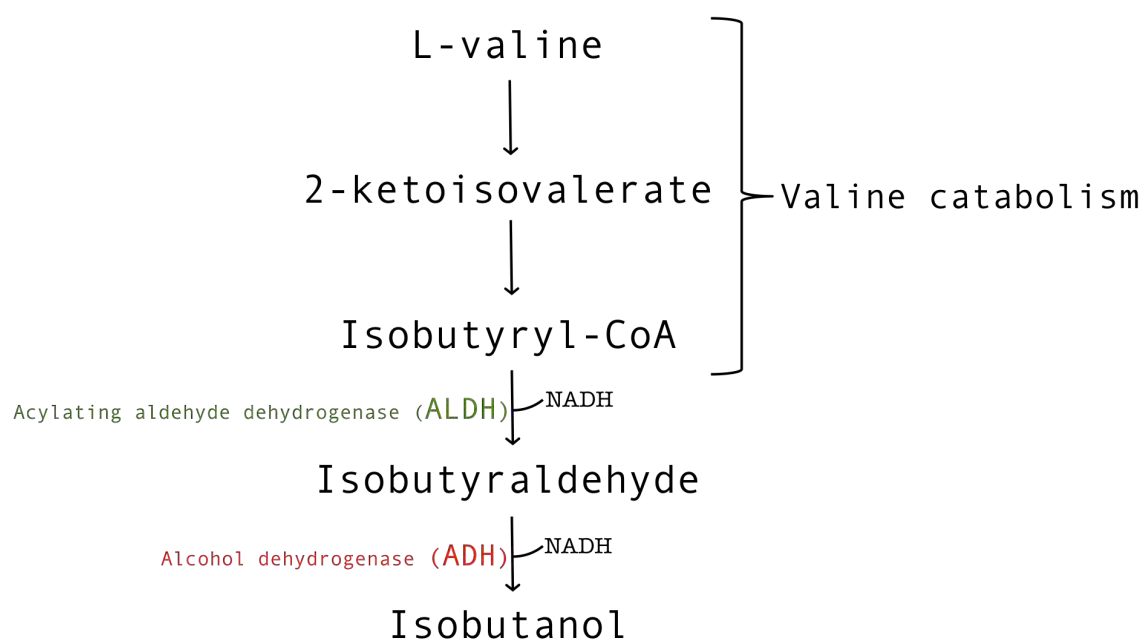 L-valine
2-ketoisovalerate
Valine catabolism
Isobutyryl-CoA
Acylating aldehyde dehydrogenase (ALDH)
NADH
Isobutyraldehyde
Alcohol dehydrogenase (ADH)
NADH
Isobutanol